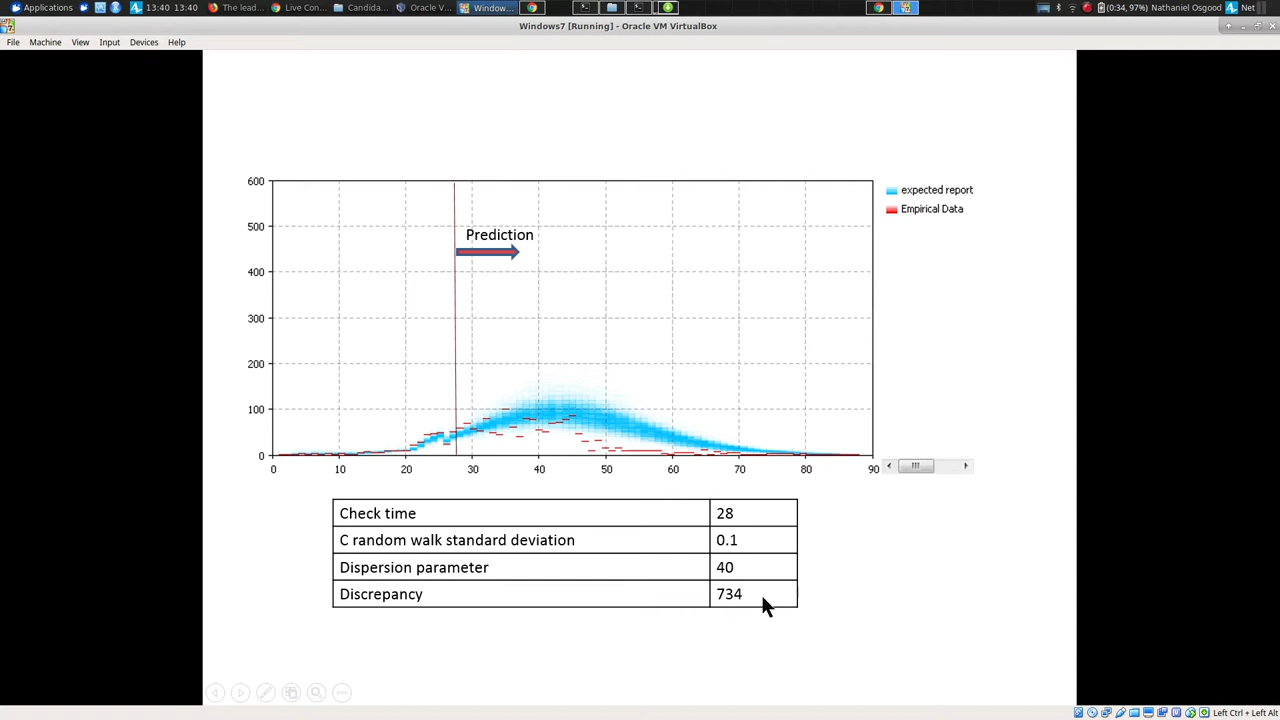 Applications 13:40 13:40 The lead... Live Con... Candida... Oracle V... Window... (0:34, 97%) Nathaniel Osgood Net
Windows7 [Running] - Oracle VM VirtualBox
File Machine View Input Devices Help
600
500
400
300
200
100
0
Prediction
expected report
Empirical Data
0 10 20 30 40 50 60 70 80 90
Check time 28
C random walk standard deviation 0.1
Dispersion parameter 40
Discrepancy 734
Left Ctrl + Left Alt